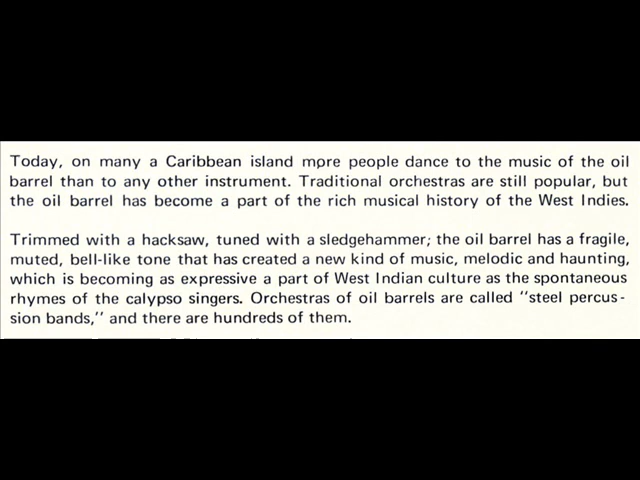 Today, on many a Caribbean island more people dance to the music of the oil
barrel than to any other instrument. Traditional orchestras are still popular, but
the oil barrel has become a part of the rich musical history of the West Indies.
Trimmed with a hacksaw, tuned with a sledgehammer; the oil barrel has a fragile,
muted, bell-like tone that has created a new kind of music, melodic and haunting,
which is becoming as expressive a part of West Indian culture as the spontaneous
rhymes of the calypso singers. Orchestras of oil barrels are called "steel percus-
sion bands," and there are hundreds of them.